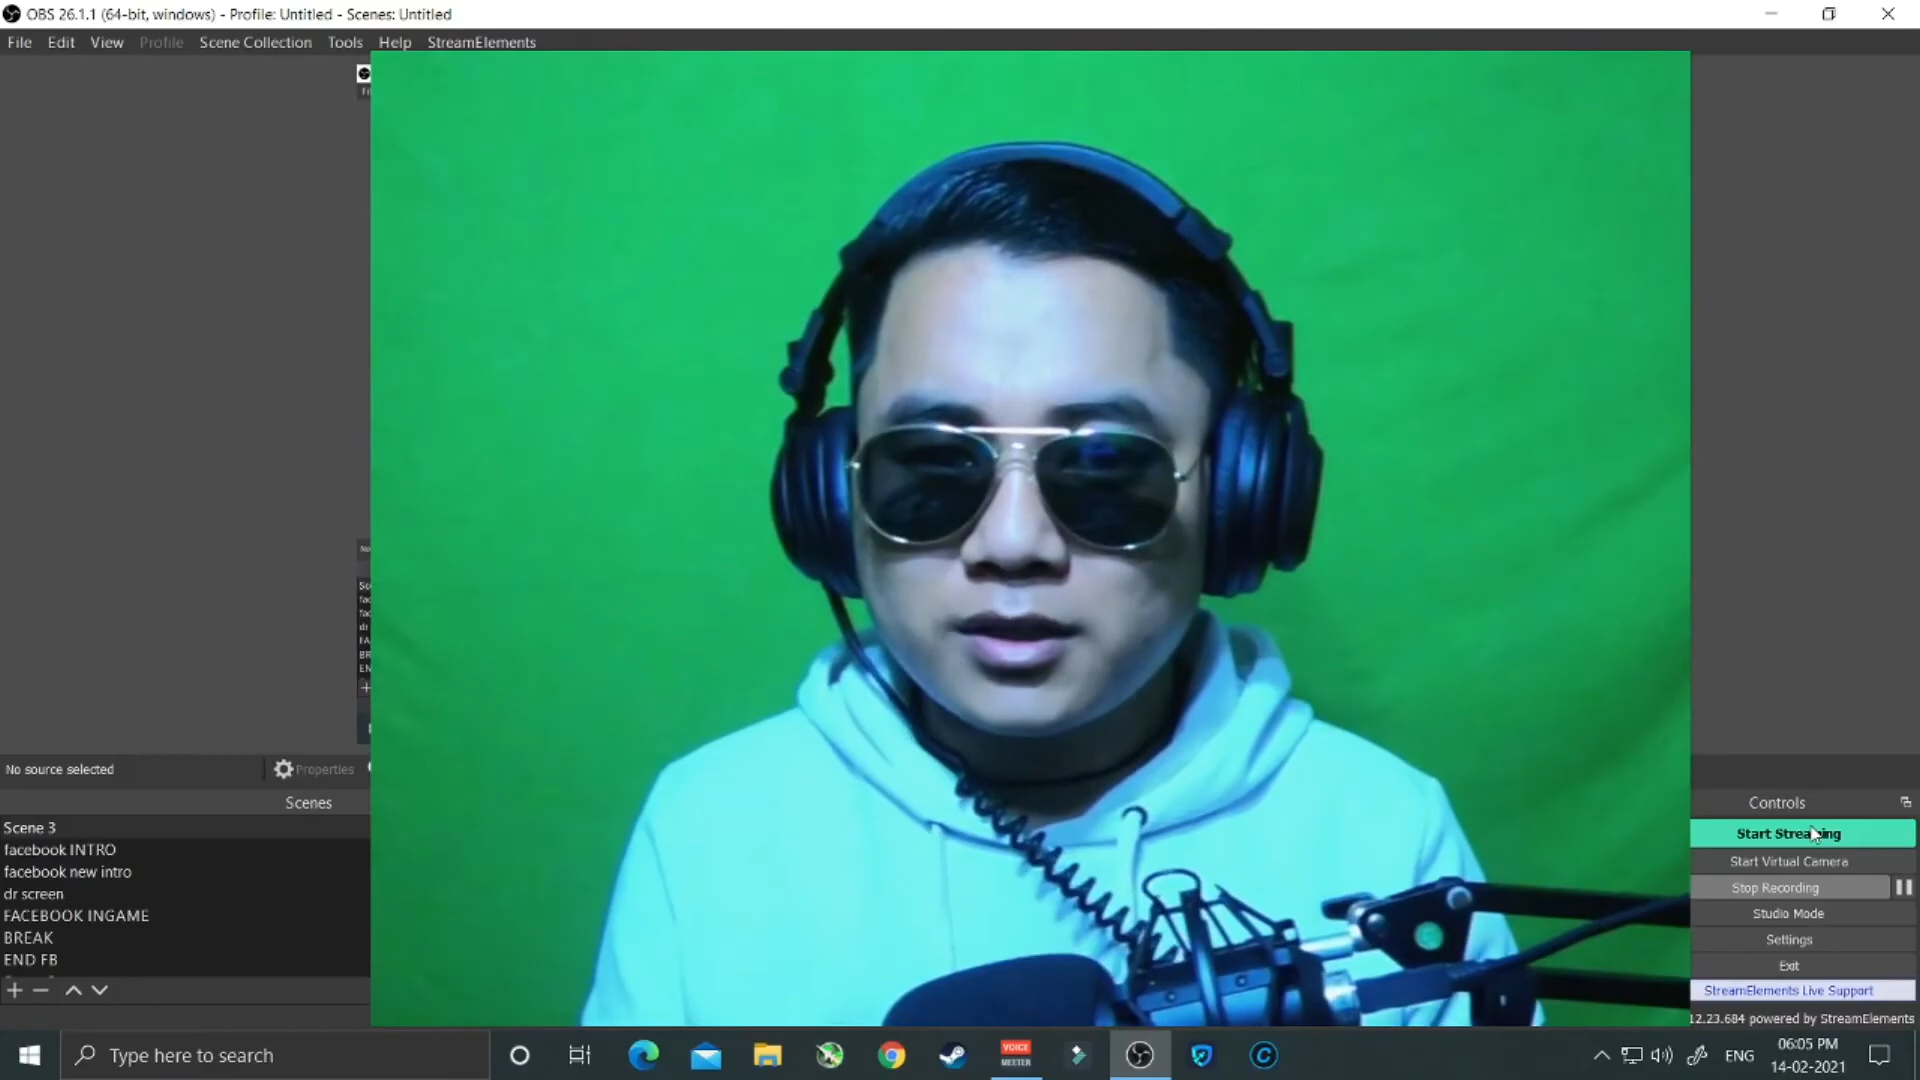 OBS 26.1.1 (64-bit, windows) - Profile: Untitled - Scenes: Untitled
File Edit View Profile Scene Collection Tools Help StreamElements
No source selected Properties
Scenes
Scene 3
facebook INTRO
facebook new intro
dr screen
FACEBOOK INGAME
BREAK
END FB
Controls
Start Streaming
Start Virtual Camera
Stop Recording
Studio Mode
Settings
Exit
StreamElements Live Support
12.23.684 powered by StreamElements
Type here to search
VOICE
MEETER
ENG
06:05 PM
14-02-2021